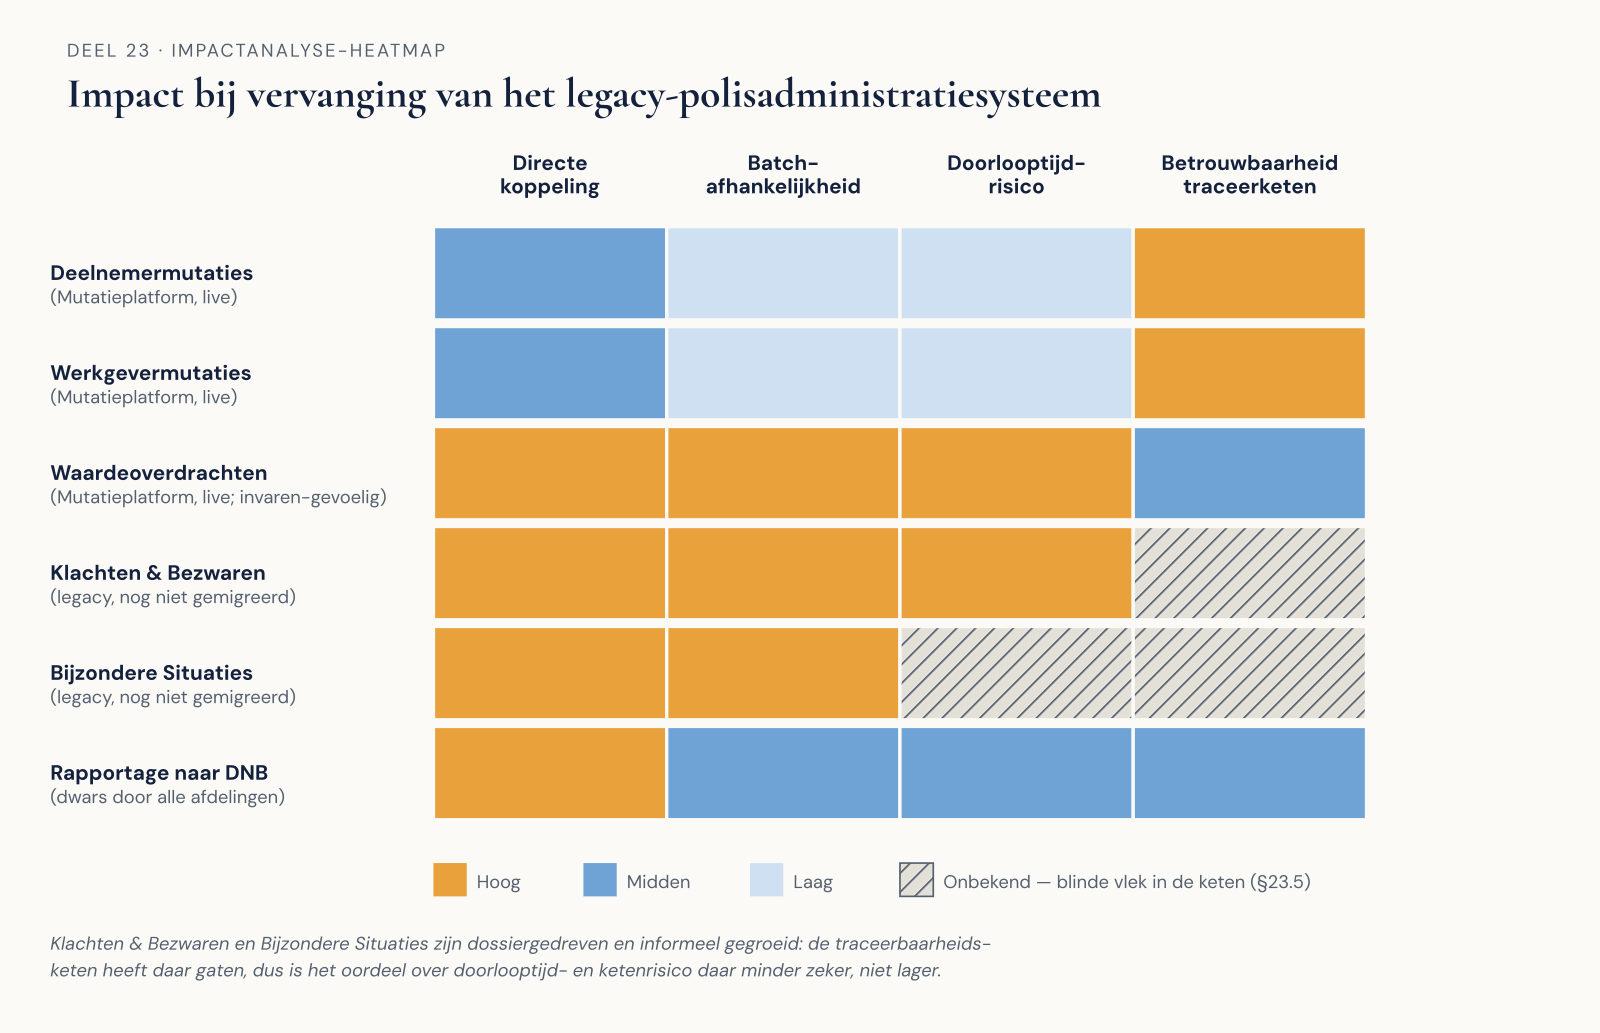 DEEL 23 · IMPACTANALYSE-HEATMAP
Impact bij vervanging van het legacy-polisadministratiesysteem
Directe
koppeling
Batch-
afhankelijkheid
Doorlooptijd-
risico
Betrouwbaarheid
traceerketen
Deelnemermutaties
(Mutatieplatform, live)
Werkgevermutaties
(Mutatieplatform, live)
Waardeoverdrachten
(Mutatieplatform, live; invaren-gevoelig)
Klachten & Bezwaren
(legacy, nog niet gemigreerd)
Bijzondere Situaties
(legacy, nog niet gemigreerd)
Rapportage naar DNB
(dwars door alle afdelingen)
Hoog
Midden
Laag
Onbekend — blinde vlek in de keten (§23.5)
Klachten & Bezwaren en Bijzondere Situaties zijn dossiergedreven en informeel gegroeid: de traceerbaarheids-
keten heeft daar gaten, dus is het oordeel over doorlooptijd- en ketenrisico daar minder zeker, niet lager.